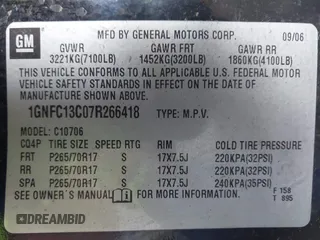 GM
MFD BY GENERAL MOTORS CORP. 09/06
GVWR GAWR FRT GAWR RR
3221KG(7100LB) 1452KG(3200LB) 1860KG(4100LB)
THIS VEHICLE CONFORMS TO ALL APPLICABLE U.S. FEDERAL MOTOR
VEHICLE SAFETY STANDARDS IN EFFECT ON THE DATE OF
MANUFACTURE SHOWN ABOVE.
1GNFC13C07R266418 TYPE: M.P.V.
MODEL: C10706
CO4P TIRE SIZE SPEED RTG RIM COLD TIRE PRESSURE
FRT P265/70R17 S 17X7.5J 220KPA(32PSI)
RR P265/70R17 S 17X7.5J 220KPA(32PSI)
SPA P265/70R17 S 17X7.5J 240KPA(35PSI)
SEE OWNER'S MANUAL FOR MORE INFORMATION.
F 158
T 895
DREAMBID